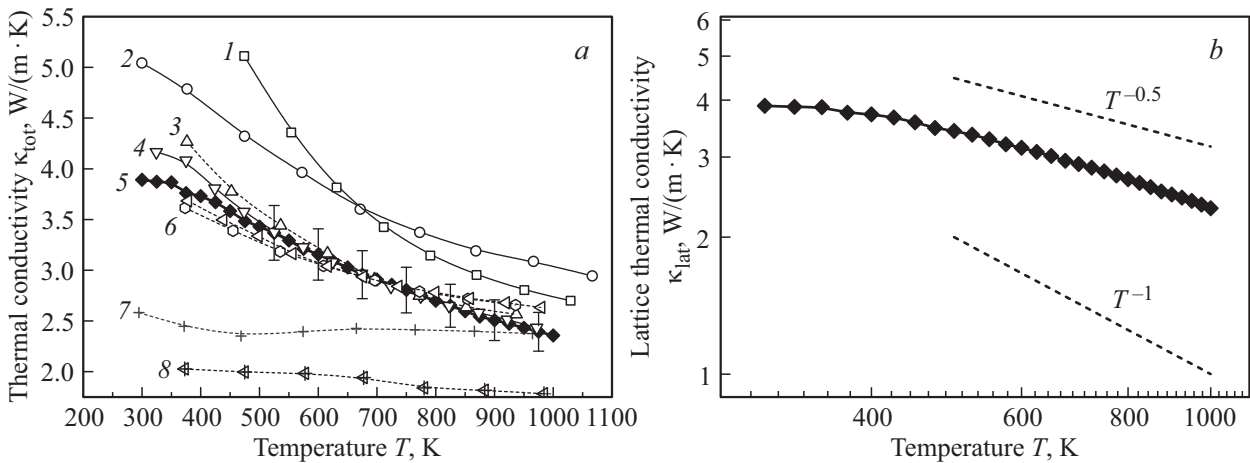 a
Thermal conductivity κtot, W/(m · K)
5.5
5.0
4.5
4.0
3.5
3.0
2.5
2.0
1
2
3
4
5
6
7
8
200 300 400 500 600 700 800 900 1000 1100
Temperature T, K
b
Lattice thermal conductivity
κlat, W/(m · K)
6
5
4
3
2
1
T–0.5
T–1
400 600 800 1000
Temperature T, K